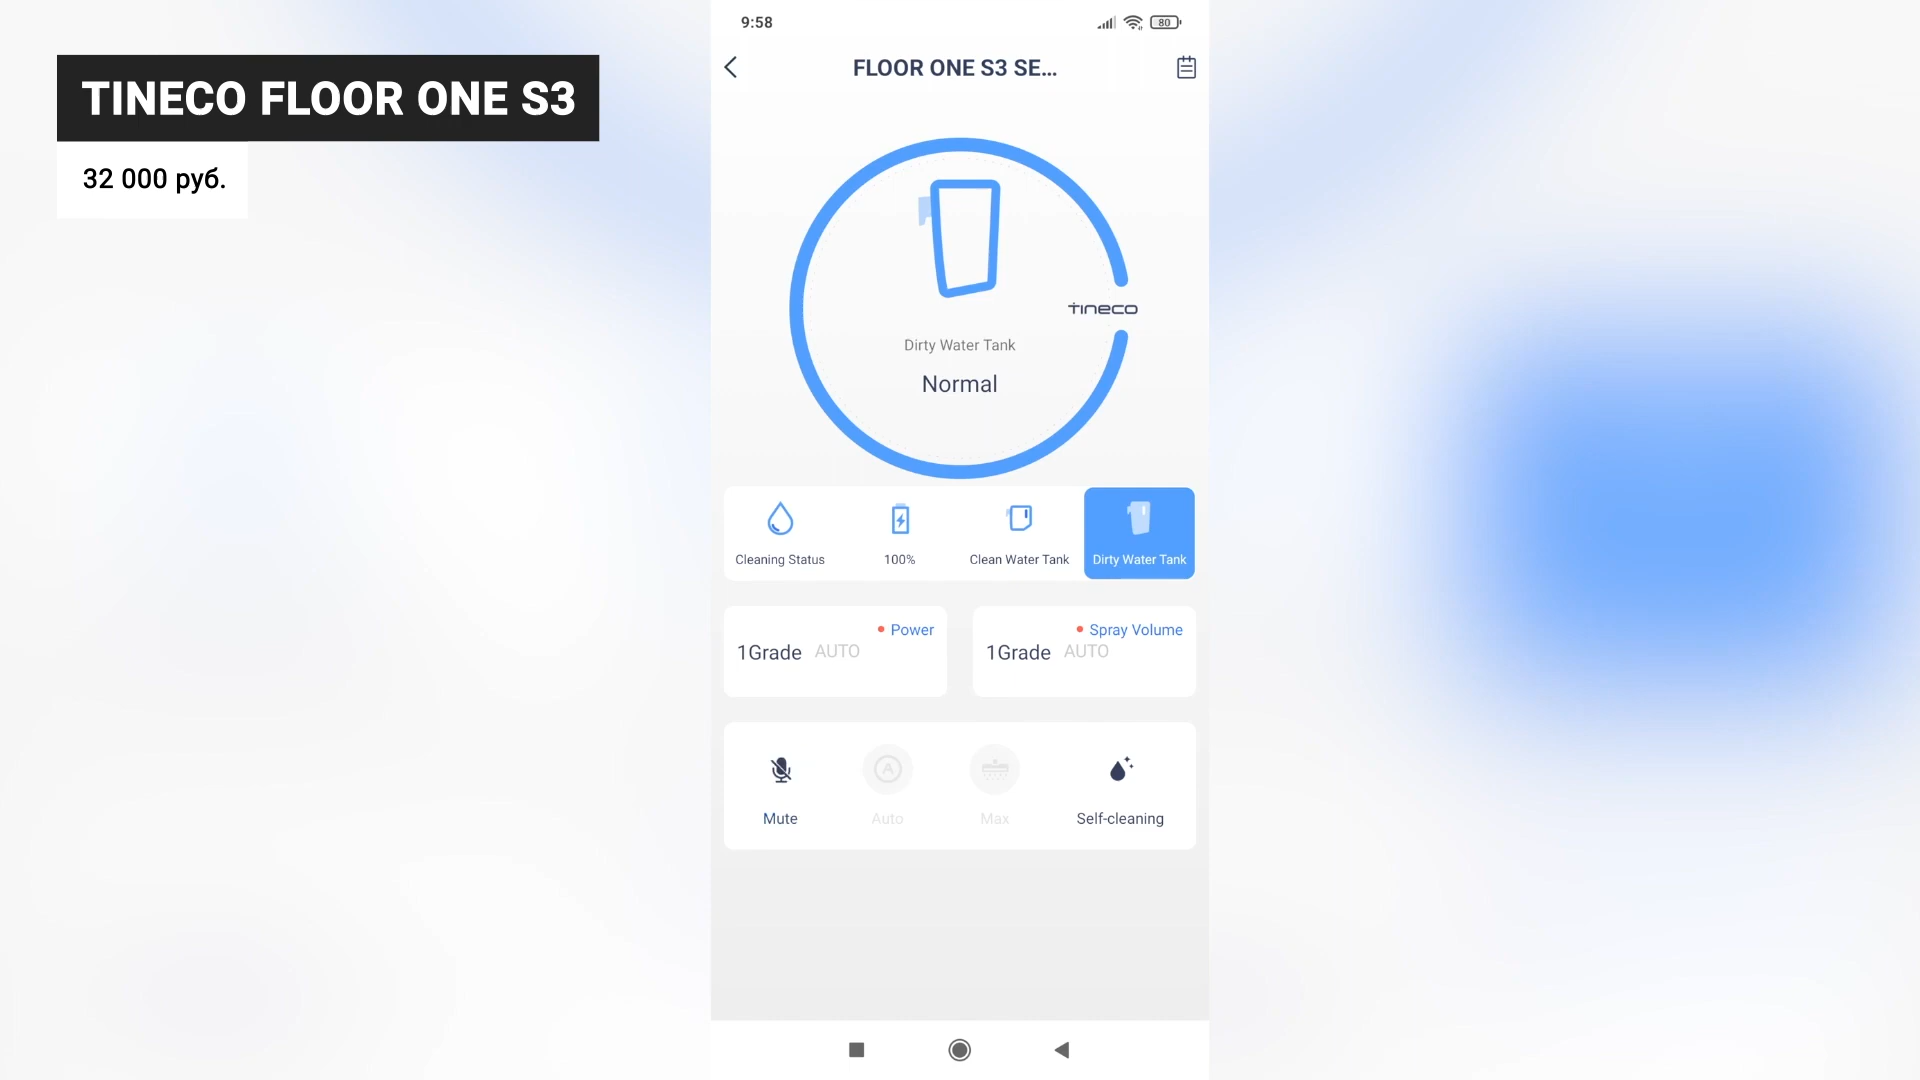 TINECO FLOOR ONE S3
32 000 руб.
9:58
80
FLOOR ONE S3 SE...
tineco
Dirty Water Tank
Normal
Cleaning Status
100%
Clean Water Tank
Dirty Water Tank
Power
1Grade AUTO
Spray Volume
1Grade AUTO
A
Mute
Auto
Max
Self-cleaning